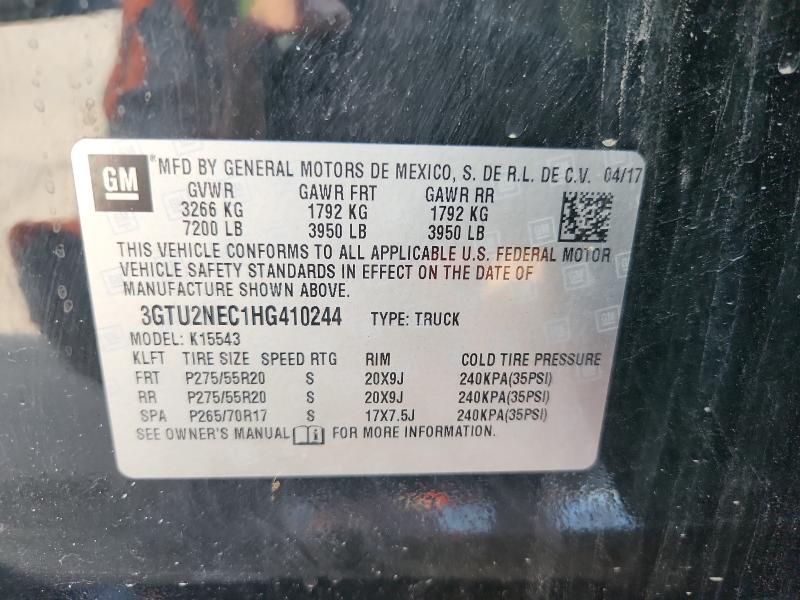 GM ® MFD BY GENERAL MOTORS DE MEXICO, S. DE R.L. DE C.V. 04/17
GVWR GAWR FRT GAWR RR
3266 KG 1792 KG 1792 KG
7200 LB 3950 LB 3950 LB
THIS VEHICLE CONFORMS TO ALL APPLICABLE U.S. FEDERAL MOTOR
VEHICLE SAFETY STANDARDS IN EFFECT ON THE DATE OF
MANUFACTURE SHOWN ABOVE.
3GTU2NEC1HG410244 TYPE: TRUCK
MODEL: K15543
KLFT TIRE SIZE SPEED RTG RIM COLD TIRE PRESSURE
FRT P275/55R20 S 20X9J 240KPA(35PSI)
RR P275/55R20 S 20X9J 240KPA(35PSI)
SPA P265/70R17 S 17X7.5J 240KPA(35PSI)
SEE OWNER'S MANUAL FOR MORE INFORMATION.